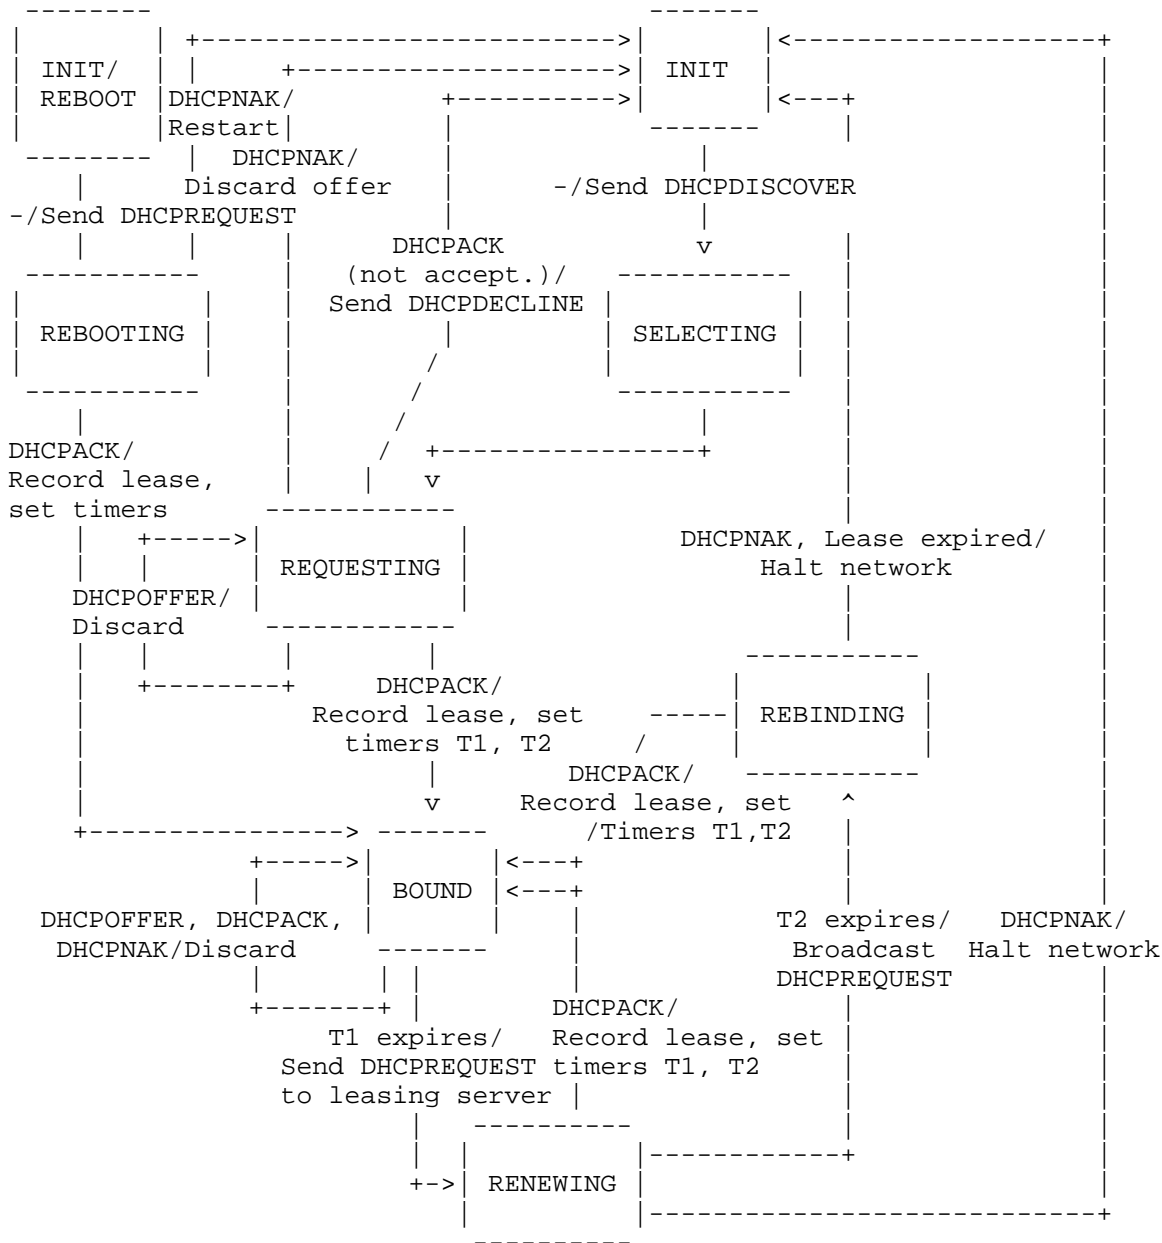 INIT/ INIT
REBOOT DHCPNAK/
Restart
DHCPNAK/
Discard offer -/Send DHCPDISCOVER
-/Send DHCPREQUEST
DHCPACK
(not accept.)/
Send DHCPDECLINE
REBOOTING SELECTING
DHCPACK/
Record lease,
set timers
DHCPNAK, Lease expired/
REQUESTING Halt network
DHCPOFFER/
Discard
DHCPACK/
Record lease, set REBINDING
timers T1, T2
DHCPACK/
Record lease, set
/Timers T1,T2
BOUND
DHCPOFFER, DHCPACK, T2 expires/ DHCPNAK/
DHCPNAK/Discard Broadcast Halt network
DHCPREQUEST
DHCPACK/
T1 expires/ Record lease, set
Send DHCPREQUEST timers T1, T2
to leasing server
RENEWING